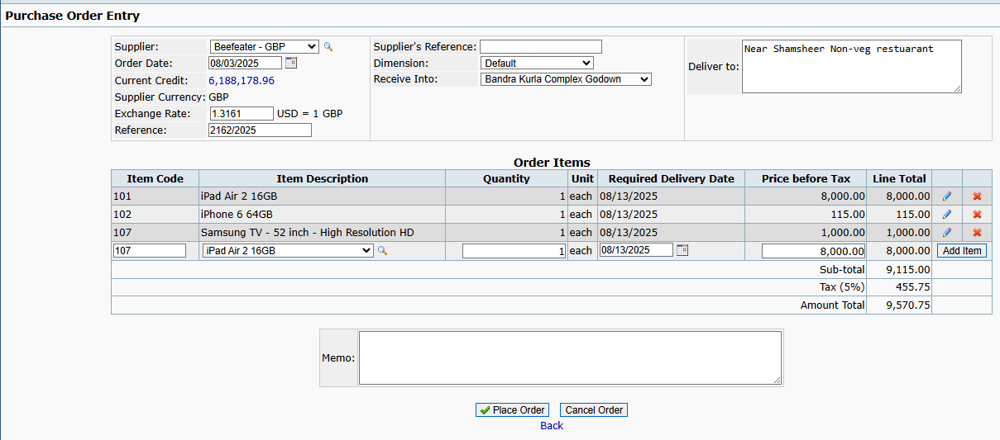 Purchase Order Entry
Supplier: Beefeater - GBP
Order Date: 08/03/2025
Current Credit: 6,188,178.96
Supplier Currency: GBP
Exchange Rate: 1.3161 USD = 1 GBP
Reference: 2162/2025
Supplier's Reference:
Dimension: Default
Receive Into: Bandra Kurla Complex Godown
Deliver to: Near Shamsheer Non-veg restuarant
Order Items
Item Code Item Description Quantity Unit Required Delivery Date Price before Tax Line Total
101 iPad Air 2 16GB 1 each 08/13/2025 8,000.00 8,000.00
102 iPhone 6 64GB 1 each 08/13/2025 115.00 115.00
107 Samsung TV - 52 inch - High Resolution HD 1 each 08/13/2025 1,000.00 1,000.00
107 iPad Air 2 16GB 1 each 08/13/2025 8,000.00 8,000.00 Add Item
Sub-total 9,115.00
Tax (5%) 455.75
Amount Total 9,570.75
Memo:
Place Order Cancel Order
Back